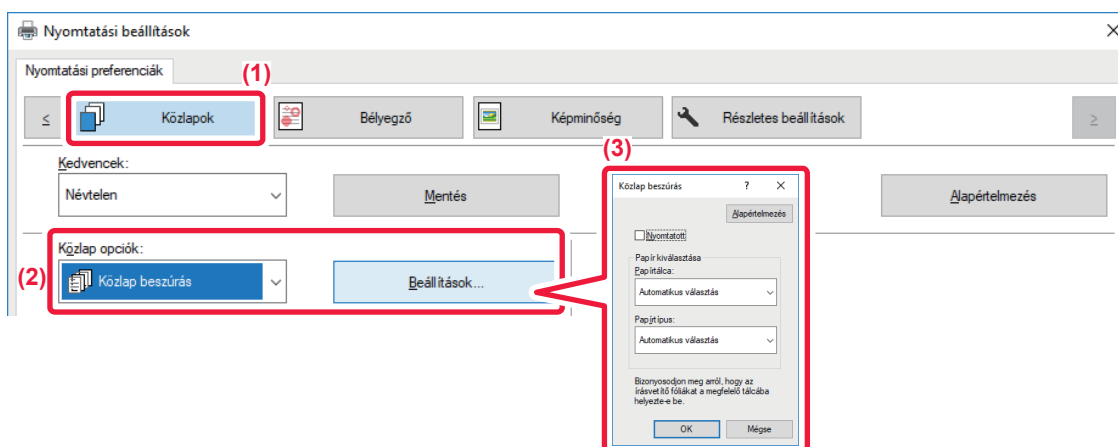 Nyomtatási beállítások
Nyomtatási preferenciák
(1)
< Közlapok Bélyegző Képminőség Részletes beállítások >
(3)
Kedvencek:
Névtelen Mentés Alapértelmezés
Közlap opciók:
(2) Közlap beszúrás Beállítások...
Közlap beszúrás ? ×
Alapértelmezés
Nyomtatott
Papír kiválasztása
Papírtálca:
Automatikus választás
Papírtípus:
Automatikus választás
Bizonyosodjon meg arról, hogy az
írásvetítő fóliákat a megfelelő tálcába
helyezte-e be.
OK Mégse